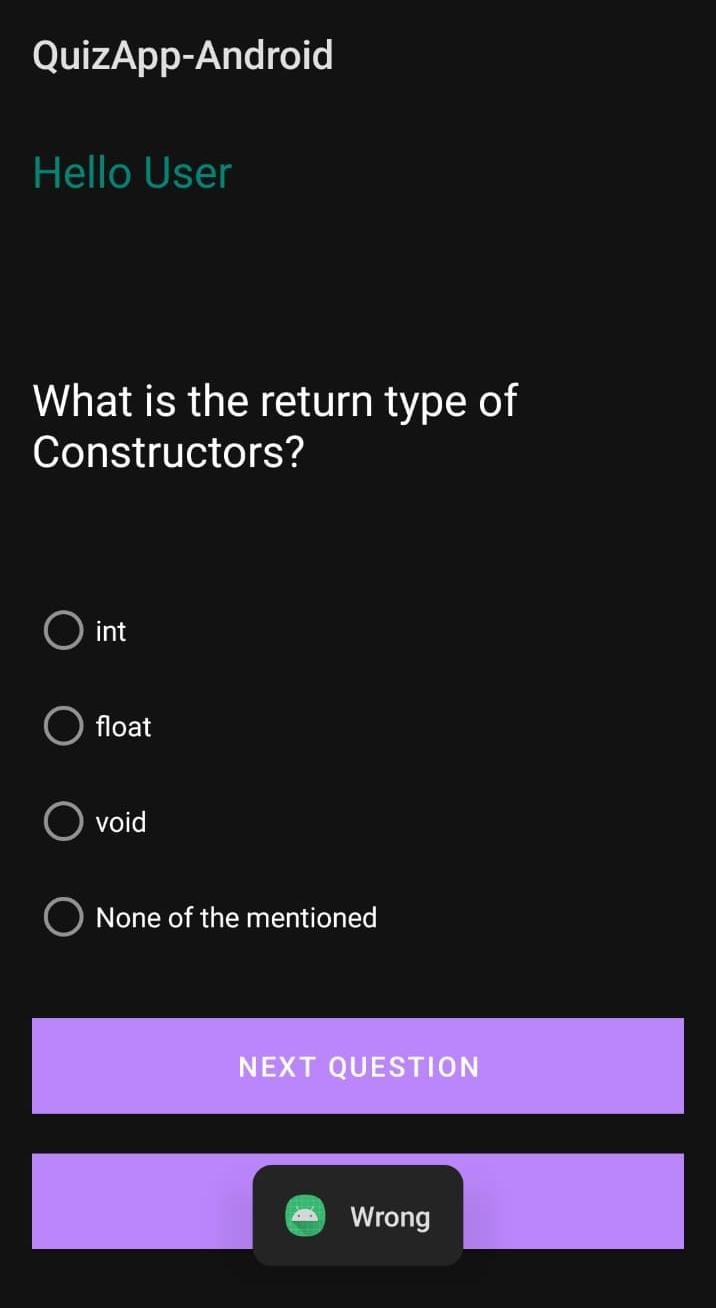 QuizApp-Android
Hello User
What is the return type of
Constructors?
int
float
void
None of the mentioned
NEXT QUESTION
Wrong